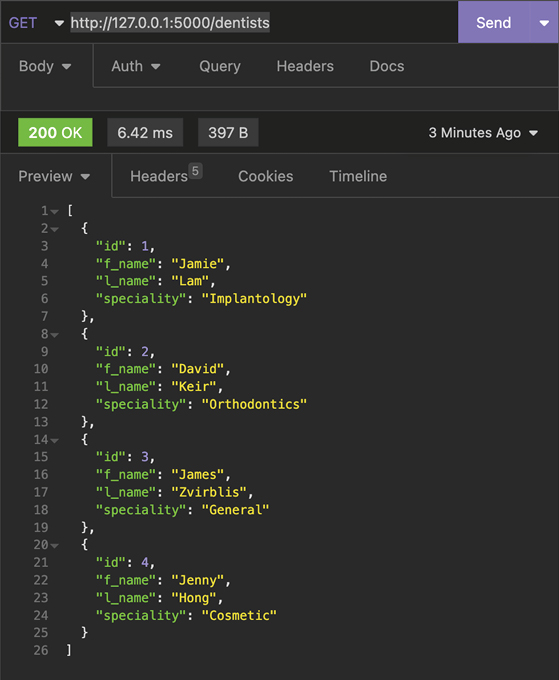 GET http://127.0.0.1:5000/dentists Send
Body Auth Query Headers Docs
200 OK 6.42 ms 397 B 3 Minutes Ago
Preview Headers 5 Cookies Timeline
1 [
2 {
3 "id": 1,
4 "f_name": "Jamie",
5 "l_name": "Lam",
6 "speciality": "Implantology"
7 },
8 {
9 "id": 2,
10 "f_name": "David",
11 "l_name": "Keir",
12 "speciality": "Orthodontics"
13 },
14 {
15 "id": 3,
16 "f_name": "James",
17 "l_name": "Zvirblis",
18 "speciality": "General"
19 },
20 {
21 "id": 4,
22 "f_name": "Jenny",
23 "l_name": "Hong",
24 "speciality": "Cosmetic"
25 }
26 ]